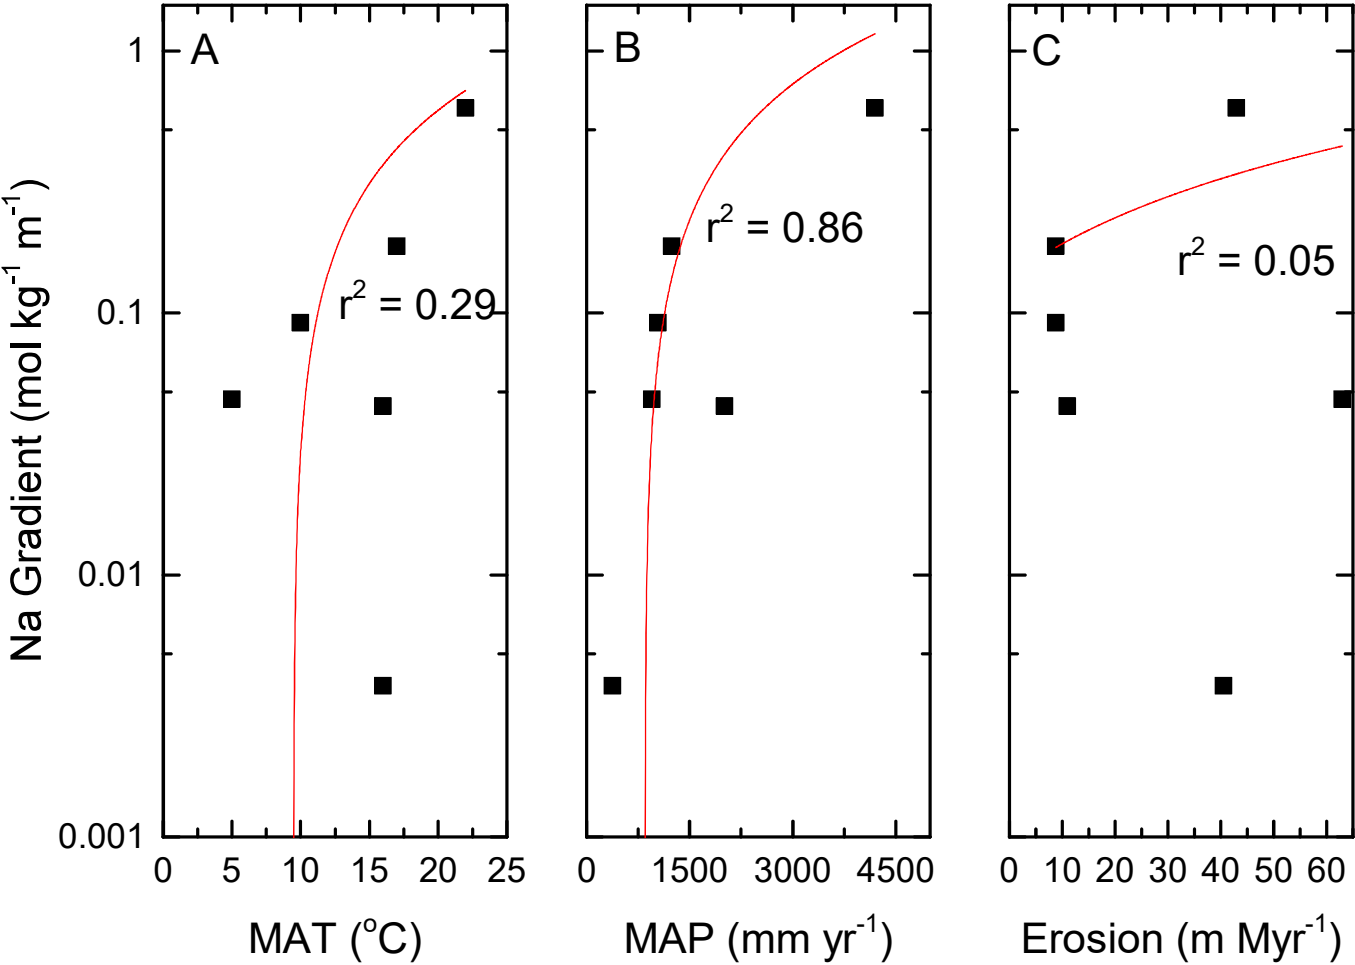 Na Gradient (mol kg⁻¹ m⁻¹)
1
0.1
0.01
0.001
A
r² = 0.29
0 5 10 15 20 25
MAT (°C)
B
r² = 0.86
0 1500 3000 4500
MAP (mm yr⁻¹)
C
r² = 0.05
0 10 20 30 40 50 60
Erosion (m Myr⁻¹)